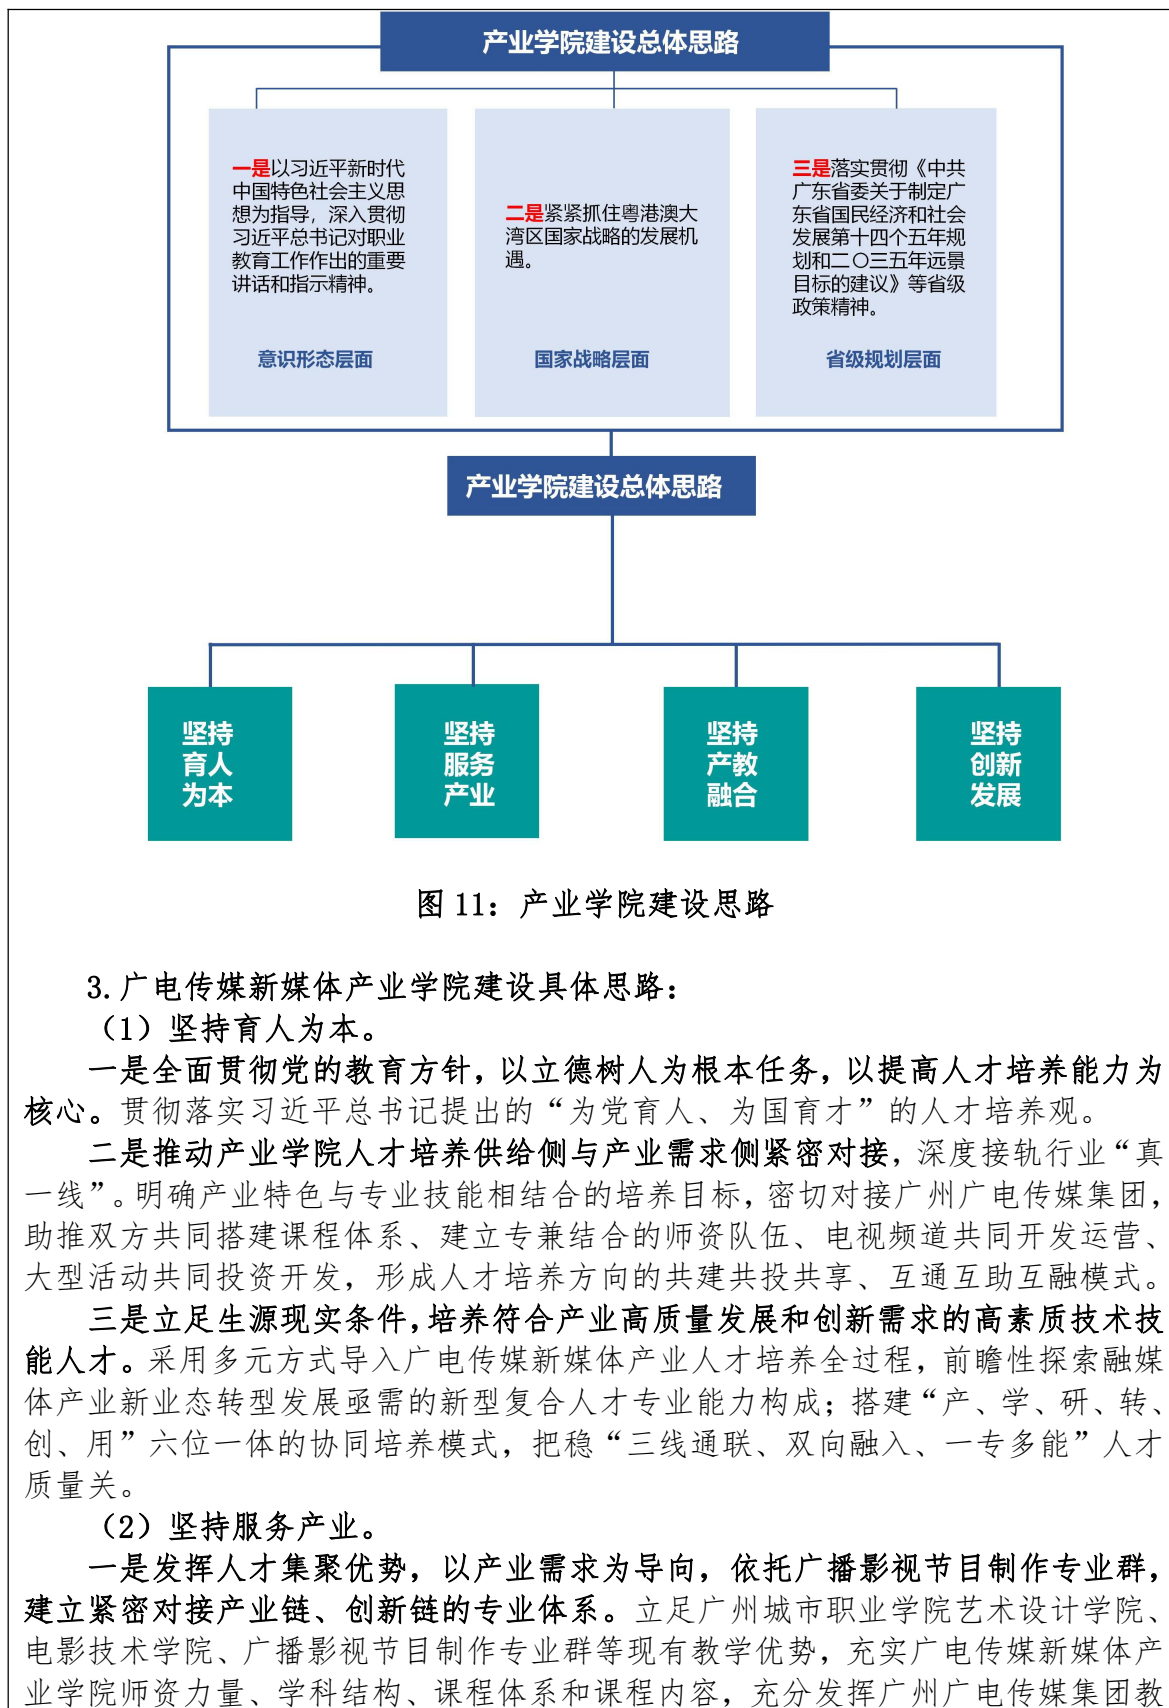 产业学院建设总体思路
一是以习近平新时代
中国特色社会主义思
想为指导，深入贯彻
习近平总书记对职业
教育工作作出的重要
讲话和指示精神。
意识形态层面
二是紧紧抓住粤港澳大
湾区国家战略的发展机
遇。
国家战略层面
三是落实贯彻《中共
广东省委关于制定广
东省国民经济和社会
发展第十四个五年规
划和二〇三五年远景
目标的建议》等省级
政策精神。
省级规划层面
产业学院建设总体思路
坚持
育人
为本
坚持
服务
产业
坚持
产教
融合
坚持
创新
发展
图 11：产业学院建设思路
3.广电传媒新媒体产业学院建设具体思路：
（1）坚持育人为本。
一是全面贯彻党的教育方针，以立德树人为根本任务，以提高人才培养能力为
核心。贯彻落实习近平总书记提出的“为党育人、为国育才”的人才培养观。
二是推动产业学院人才培养供给侧与产业需求侧紧密对接，深度接轨行业“真
一线”。明确产业特色与专业技能相结合的培养目标，密切对接广州广电传媒集团，
助推双方共同搭建课程体系、建立专兼结合的师资队伍、电视频道共同开发运营、
大型活动共同投资开发，形成人才培养方向的共建共投共享、互通互助互融模式。
三是立足生源现实条件，培养符合产业高质量发展和创新需求的高素质技术技
能人才。采用多元方式导入广电传媒新媒体产业人才培养全过程，前瞻性探索融媒
体产业新业态转型发展亟需的新型复合人才专业能力构成；搭建“产、学、研、转、
创、用”六位一体的协同培养模式，把稳“三线通联、双向融入、一专多能”人才
质量关。
（2）坚持服务产业。
一是发挥人才集聚优势，以产业需求为导向，依托广播影视节目制作专业群，
建立紧密对接产业链、创新链的专业体系。立足广州城市职业学院艺术设计学院、
电影技术学院、广播影视节目制作专业群等现有教学优势，充实广电传媒新媒体产
业学院师资力量、学科结构、课程体系和课程内容，充分发挥广州广电传媒集团教